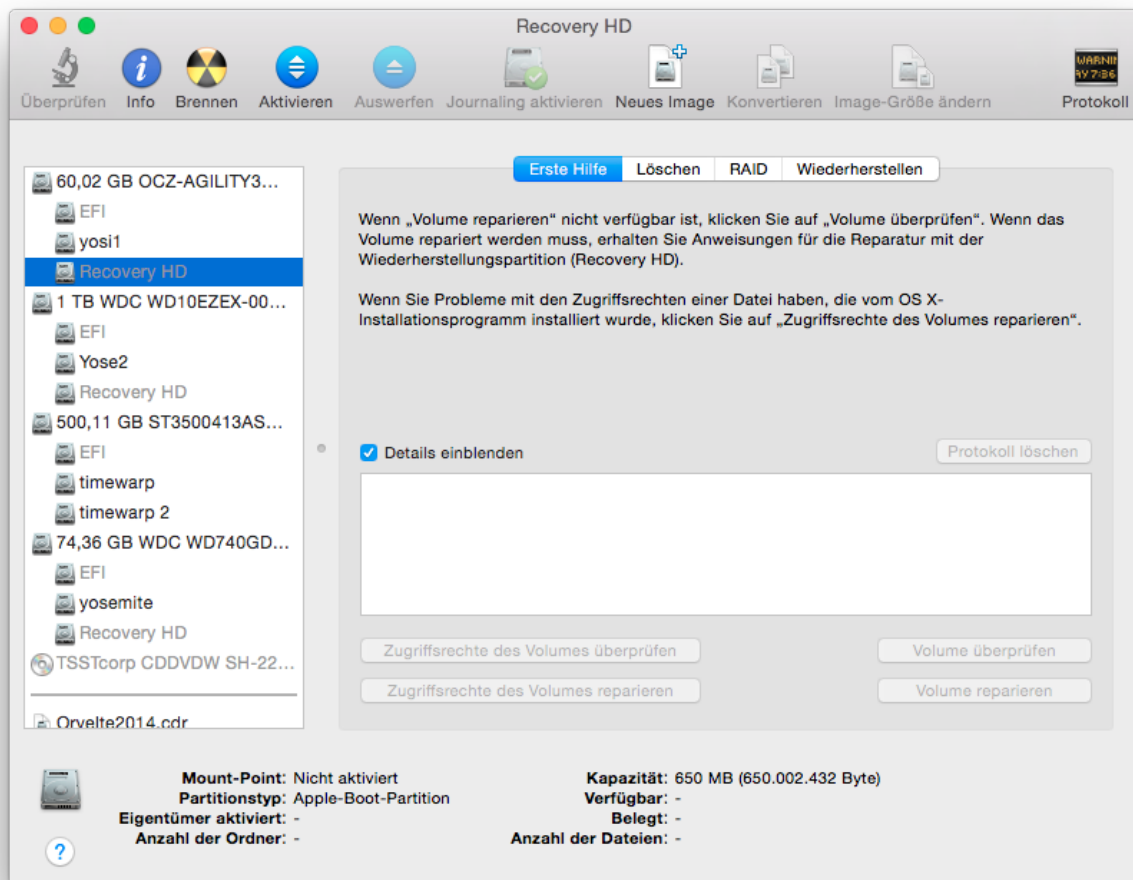 Recovery HD
Überprüfen Info Brennen Aktivieren Auswerfen Journaling aktivieren Neues Image Konvertieren Image-Größe ändern Protokoll
WARNIN
AY 7:36
60,02 GB OCZ-AGILITY3...
EFI
yosi1
Recovery HD
1 TB WDC WD10EZEX-00...
EFI
Yose2
Recovery HD
500,11 GB ST3500413AS...
EFI
timewarp
timewarp 2
74,36 GB WDC WD740GD...
EFI
yosemite
Recovery HD
TSSTcorp CDDVDW SH-22...
Orvelte2014.cdr
Erste Hilfe Löschen RAID Wiederherstellen
Wenn „Volume reparieren“ nicht verfügbar ist, klicken Sie auf „Volume überprüfen“. Wenn das
Volume repariert werden muss, erhalten Sie Anweisungen für die Reparatur mit der
Wiederherstellungspartition (Recovery HD).
Wenn Sie Probleme mit den Zugriffsrechten einer Datei haben, die vom OS X-
Installationsprogramm installiert wurde, klicken Sie auf „Zugriffsrechte des Volumes reparieren“.
Details einblenden Protokoll löschen
Zugriffsrechte des Volumes überprüfen Volume überprüfen
Zugriffsrechte des Volumes reparieren Volume reparieren
Mount-Point: Nicht aktiviert Kapazität: 650 MB (650.002.432 Byte)
Partitionstyp: Apple-Boot-Partition Verfügbar: -
Eigentümer aktiviert: - Belegt: -
Anzahl der Ordner: - Anzahl der Dateien: -
?